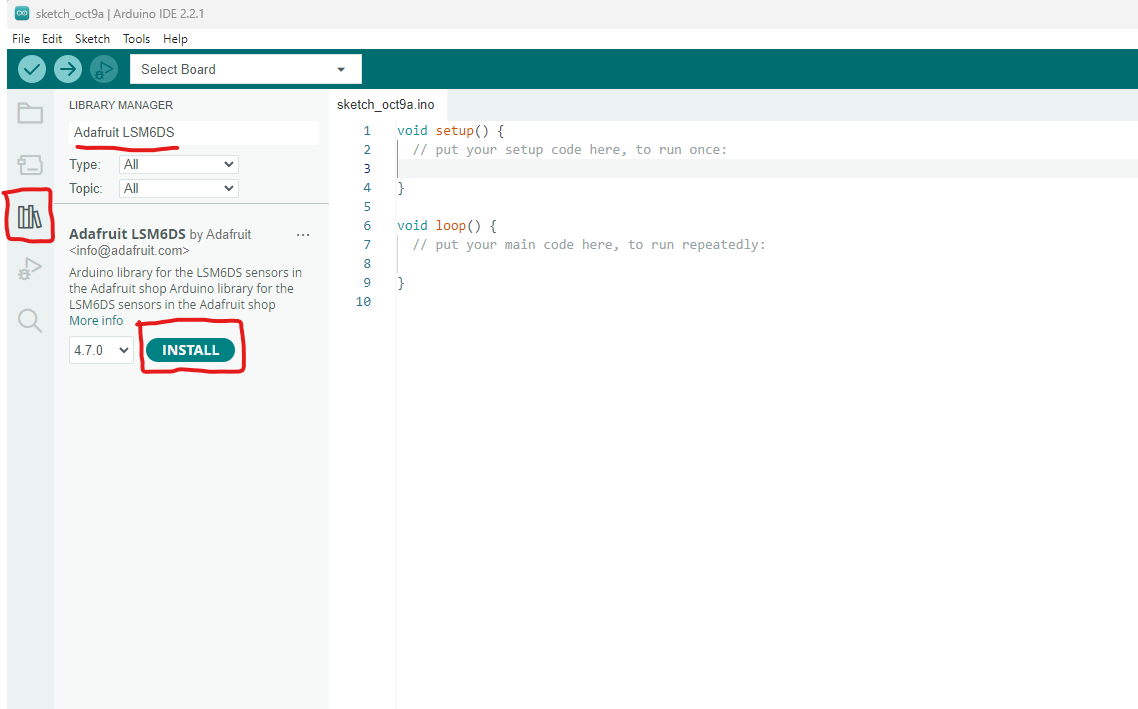 sketch_oct9a | Arduino IDE 2.2.1
File Edit Sketch Tools Help
Select Board
LIBRARY MANAGER
Adafruit LSM6DS
Type: All
Topic: All
Adafruit LSM6DS by Adafruit ...
<info@adafruit.com>
Arduino library for the LSM6DS sensors in
the Adafruit shop Arduino library for the
LSM6DS sensors in the Adafruit shop
More info
4.7.0 INSTALL
sketch_oct9a.ino
1 void setup() {
2 // put your setup code here, to run once:
3
4 }
5
6 void loop() {
7 // put your main code here, to run repeatedly:
8
9 }
10